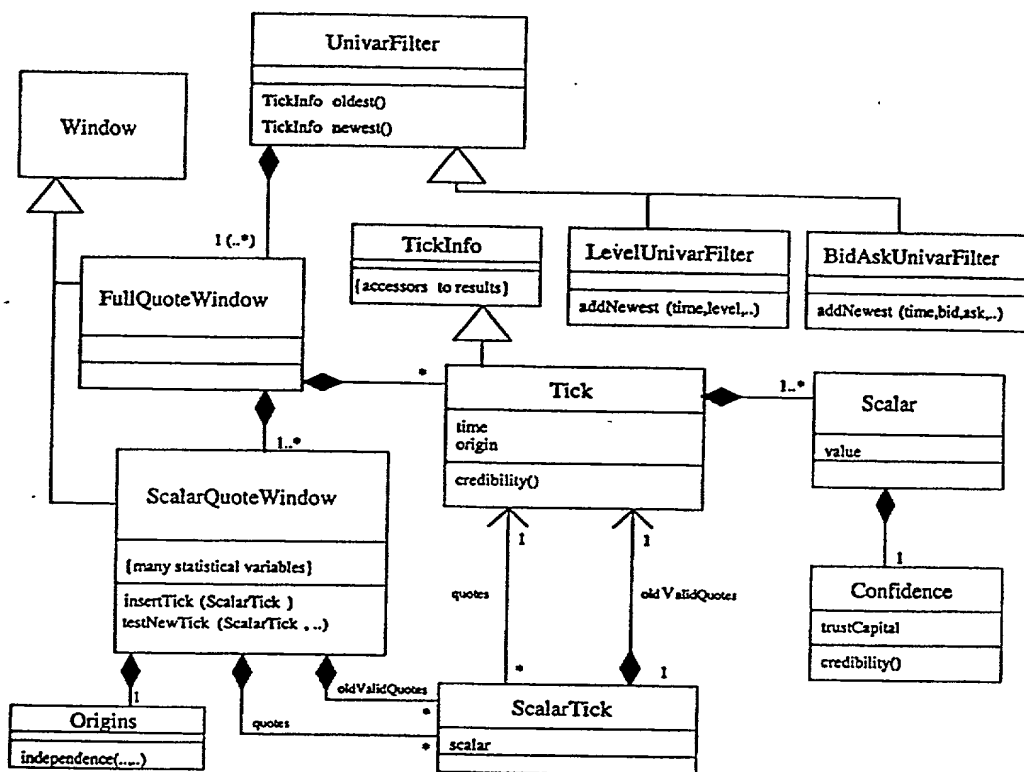 UnivarFilter
TickInfo oldest()
TickInfo newest()
Window
1 (..*)
TickInfo
{accessors to results}
LevelUnivarFilter
addNewest (time,level,..)
BidAskUnivarFilter
addNewest (time,bid,ask,..)
FullQuoteWindow
*
1..*
Tick
time
origin
credibility()
1..*
Scalar
value
ScalarQuoteWindow
{many statistical variables}
insertTick (ScalarTick )
testNewTick (ScalarTick , ..)
1
1
quotes
oldValidQuotes
1
Confidence
trustCapital
credibility()
1
oldValidQuotes
*
quotes
*
*
1
Origins
independence(..,..)
ScalarTick
scalar